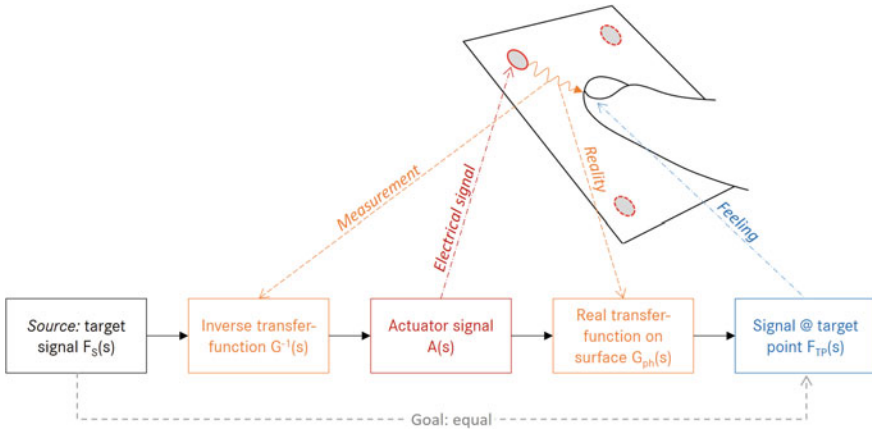 Measurement
Electrical signal
Reality
Feeling
Source: target
signal F_S(s)
Inverse transfer-
function G⁻¹(s)
Actuator signal
A(s)
Real transfer-
function on
surface G_ph(s)
Signal @ target
point F_TP(s)
Goal: equal